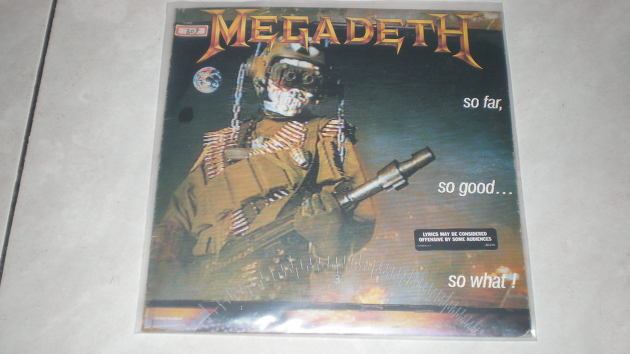 MEGADETH
so far,
so good...
LYRICS MAY BE CONSIDERED
OFFENSIVE BY SOME AUDIENCES
so what!